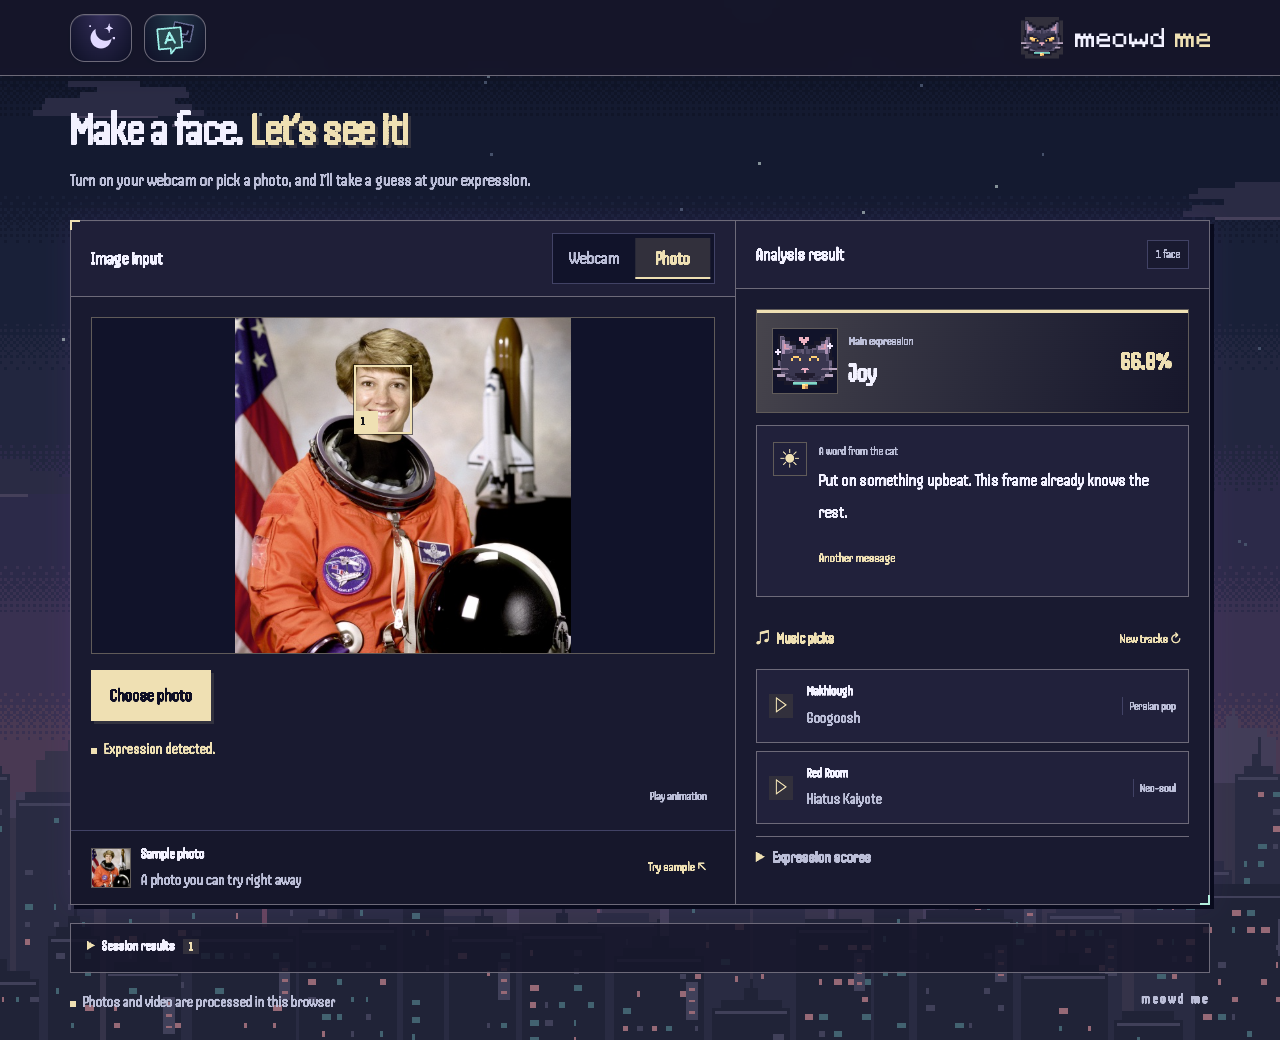 A
meowd me
Make a face. Let's see it!
Turn on your webcam or pick a photo, and I'll take a guess at your expression.
Image input
Webcam
Photo
1
Choose photo
Expression detected.
Play animation
Sample photo
A photo you can try right away
Try sample
Analysis result
1 face
Main expression
Joy
66.8%
A word from the cat
Put on something upbeat. This frame already knows the
rest.
Another message
Music picks
New tracks
Makhlough
Googoosh
Persian pop
Red Room
Hiatus Kaiyote
Neo-soul
Expression scores
Session results 1
Photos and video are processed in this browser
meowd me